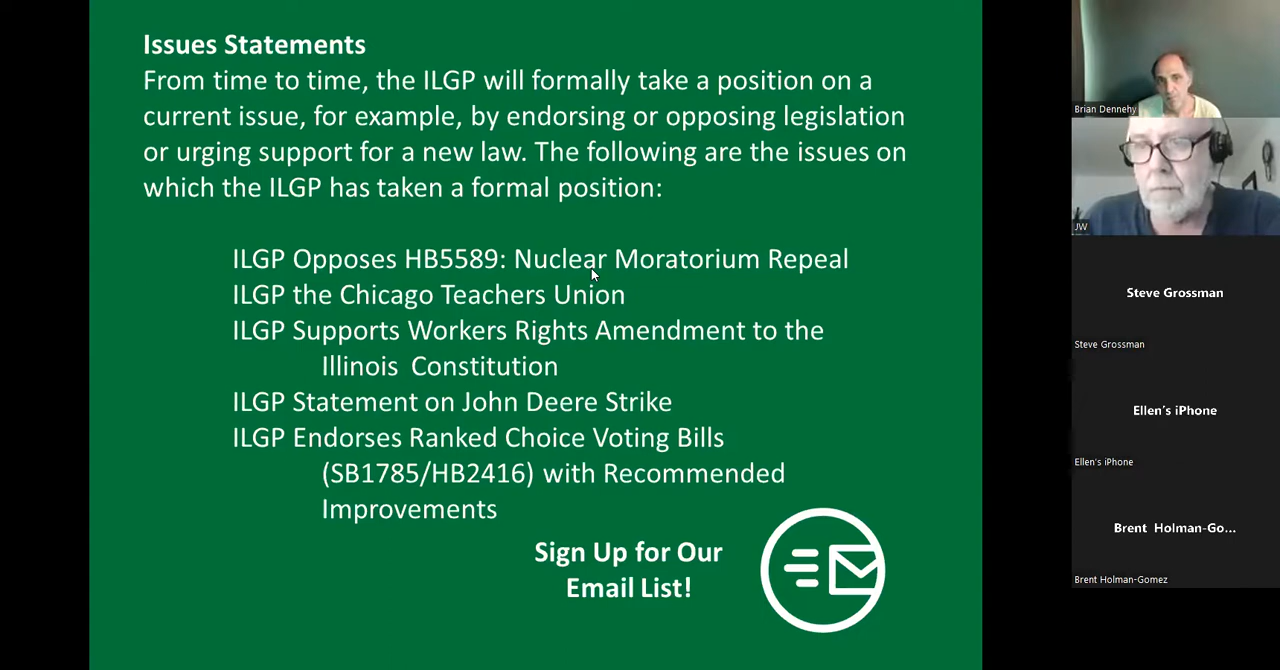 Issues Statements
From time to time, the ILGP will formally take a position on a
current issue, for example, by endorsing or opposing legislation
or urging support for a new law. The following are the issues on
which the ILGP has taken a formal position:
ILGP Opposes HB5589: Nuclear Moratorium Repeal
ILGP the Chicago Teachers Union
ILGP Supports Workers Rights Amendment to the
Illinois Constitution
ILGP Statement on John Deere Strike
ILGP Endorses Ranked Choice Voting Bills
(SB1785/HB2416) with Recommended
Improvements
Sign Up for Our
Email List!
Brian Dennehy
JW
Steve Grossman
Steve Grossman
Ellen's iPhone
Ellen's iPhone
Brent Holman-Go...
Brent Holman-Gomez